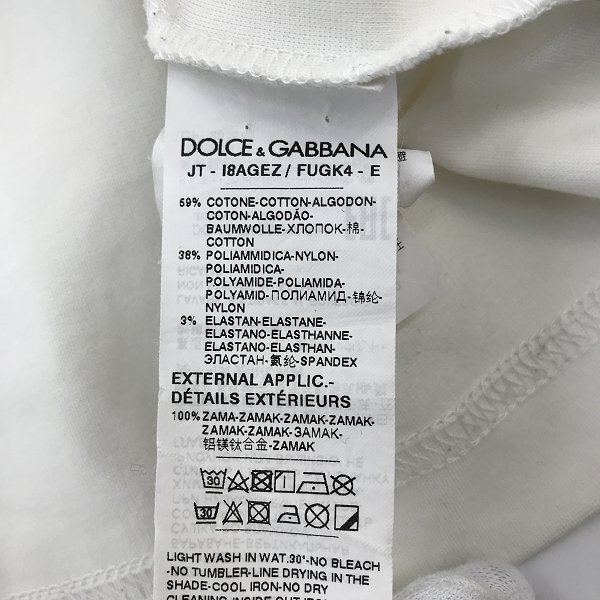 DOLCE & GABBANA
JT - I8AGEZ / FUGK4 - E
59% COTONE-COTTON-ALGODON-
COTON-ALGODÃO-
BAUMWOLLE-ХЛОПОК-棉-
COTTON
38% POLIAMMIDICA-NYLON-
POLIAMIDICA-
POLYAMIDE-POLIAMIDA-
POLYAMID-ПОЛИАМИД-锦纶-
NYLON
3% ELASTAN-ELASTANE-
ELASTANO-ELASTHANNE-
ELASTANO-ELASTHAN-
ЭЛАСТАН-氨纶-SPANDEX
EXTERNAL APPLIC.-
DÉTAILS EXTÉRIEURS
100% ZAMA-ZAMAK-ZAMAK-ZAMAK-
ZAMAK-ZAMAK-ЗАМАК-
铝镁钛合金-ZAMAK
30
30
LIGHT WASH IN WAT.30°-NO BLEACH
-NO TUMBLER-LINE DRYING IN THE
SHADE-COOL IRON-NO DRY